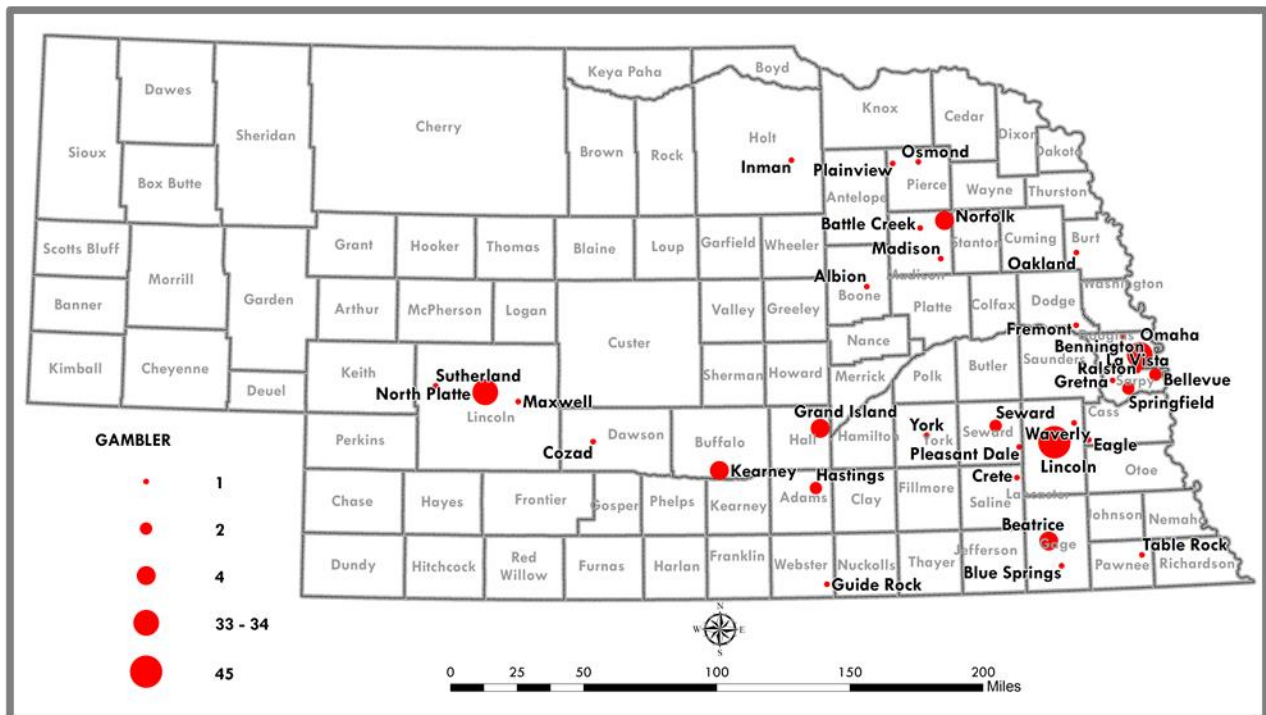 Keya Paha
Boyd
Dawes
Sheridan
Cherry
Knox
Cedar
Dixon
Dakota
Sioux
Brown
Rock
Holt
Inman
Osmond
Plainview
Box Butte
Antelope
Pierce
Wayne
Thurston
Battle Creek
Norfolk
Scotts Bluff
Grant
Hooker
Thomas
Blaine
Loup
Garfield
Wheeler
Madison
Stanton
Cuming
Burt
Oakland
Morrill
Garden
Albion
Boone
Madison
Washington
Banner
Arthur
McPherson
Logan
Valley
Greeley
Platte
Colfax
Dodge
Custer
Fremont
Douglas
Omaha
Nance
Bennington
Kimball
Cheyenne
Deuel
Keith
Sutherland
Sherman
Howard
Merrick
Polk
Butler
Saunders
La Vista
Ralston
Gretna
Sarpy
Bellevue
North Platte
Maxwell
Lincoln
Springfield
Grand Island
Cass
Seward
GAMBLER
Perkins
Dawson
Buffalo
Hall
Hamilton
York
York
Seward
Waverly
Eagle
Cozad
Pleasant Dale
Lincoln
Kearney
Hastings
Otoe
1
Chase
Hayes
Frontier
Gosper
Phelps
Kearney
Adams
Clay
Fillmore
Crete
Saline
Lancaster
2
Johnson
Nemaha
Beatrice
Gage
Table Rock
Dundy
Hitchcock
Red
Willow
Furnas
Harlan
Franklin
Webster
Nuckolls
Thayer
Jefferson
Blue Springs
Pawnee
Richardson
4
Guide Rock
33 - 34
N
W
E
S
45
0 25 50 100 150 200
Miles